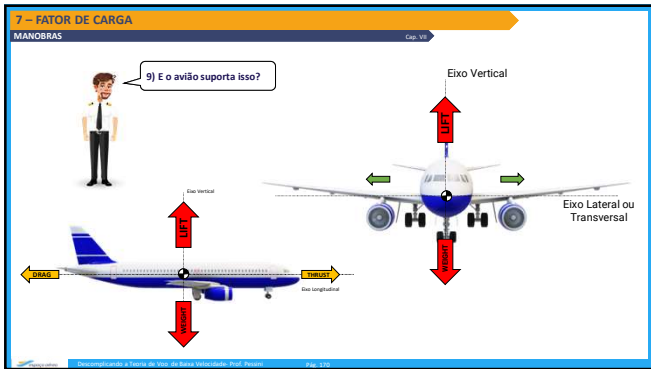 7 – FATOR DE CARGA
MANOBRAS
Cap. VII
9) E o avião suporta isso?
Eixo Vertical
LIFT
Eixo Lateral ou
Transversal
WEIGHT
Eixo Vertical
LIFT
DRAG
THRUST
Eixo Longitudinal
WEIGHT
Descomplicando a Teoria de Voo de Baixa Velocidade– Prof. Pessini
Pág. 170